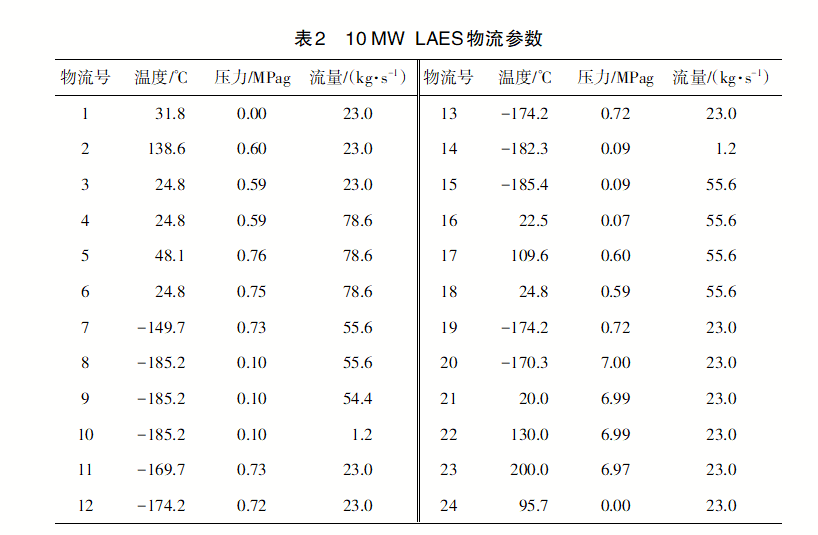 表2 10 MW LAES物流参数
物流号 温度/℃ 压力/MPag 流量/(kg·s⁻¹) 物流号 温度/℃ 压力/MPag 流量/(kg·s⁻¹)
1 31.8 0.00 23.0 13 −174.2 0.72 23.0
2 138.6 0.60 23.0 14 −182.3 0.09 1.2
3 24.8 0.59 23.0 15 −185.4 0.09 55.6
4 24.8 0.59 78.6 16 22.5 0.07 55.6
5 48.1 0.76 78.6 17 109.6 0.60 55.6
6 24.8 0.75 78.6 18 24.8 0.59 55.6
7 −149.7 0.73 55.6 19 −174.2 0.72 23.0
8 −185.2 0.10 55.6 20 −170.3 7.00 23.0
9 −185.2 0.10 54.4 21 20.0 6.99 23.0
10 −185.2 0.10 1.2 22 130.0 6.99 23.0
11 −169.7 0.73 23.0 23 200.0 6.97 23.0
12 −174.2 0.72 23.0 24 95.7 0.00 23.0